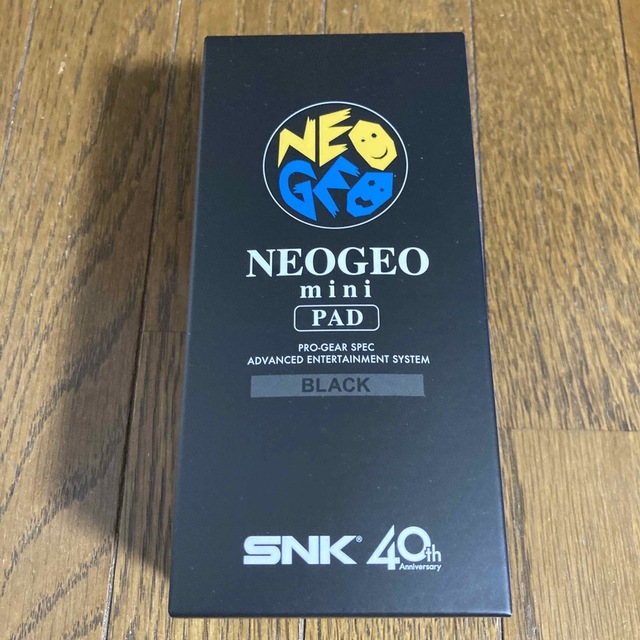 NEO
GEO
NEOGEO
mini
PAD
PRO-GEAR SPEC
ADVANCED ENTERTAINMENT SYSTEM
BLACK
SNK® 40th
Anniversary